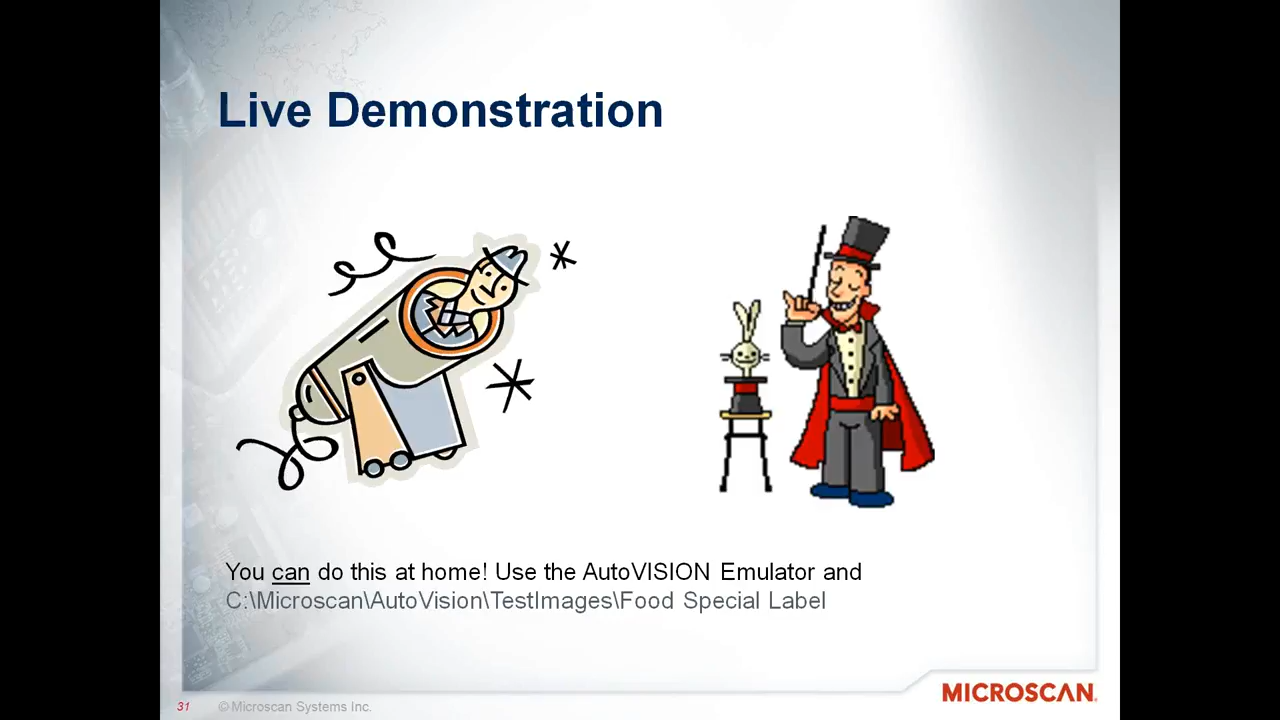 Live Demonstration
You can do this at home! Use the AutoVISION Emulator and
C:\Microscan\AutoVision\TestImages\Food Special Label
31
© Microscan Systems Inc.
MICROSCAN.